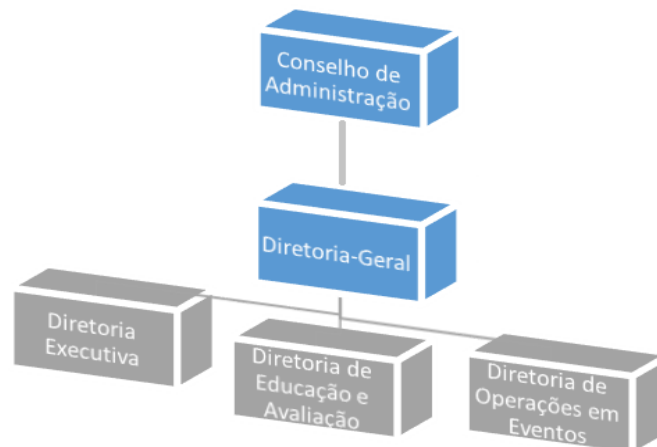 Conselho de
Administração
Diretoria-Geral
Diretoria
Executiva
Diretoria de
Educação e
Avaliação
Diretoria de
Operações em
Eventos